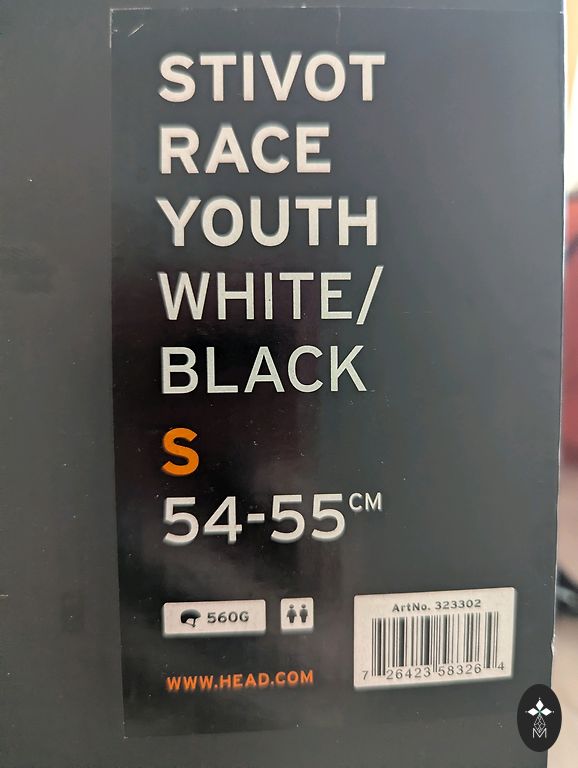 STIVOT
RACE
YOUTH
WHITE/
BLACK
S
54-55CM
560G
ArtNo. 323302
7 26423 58326 4
WWW.HEAD.COM
M